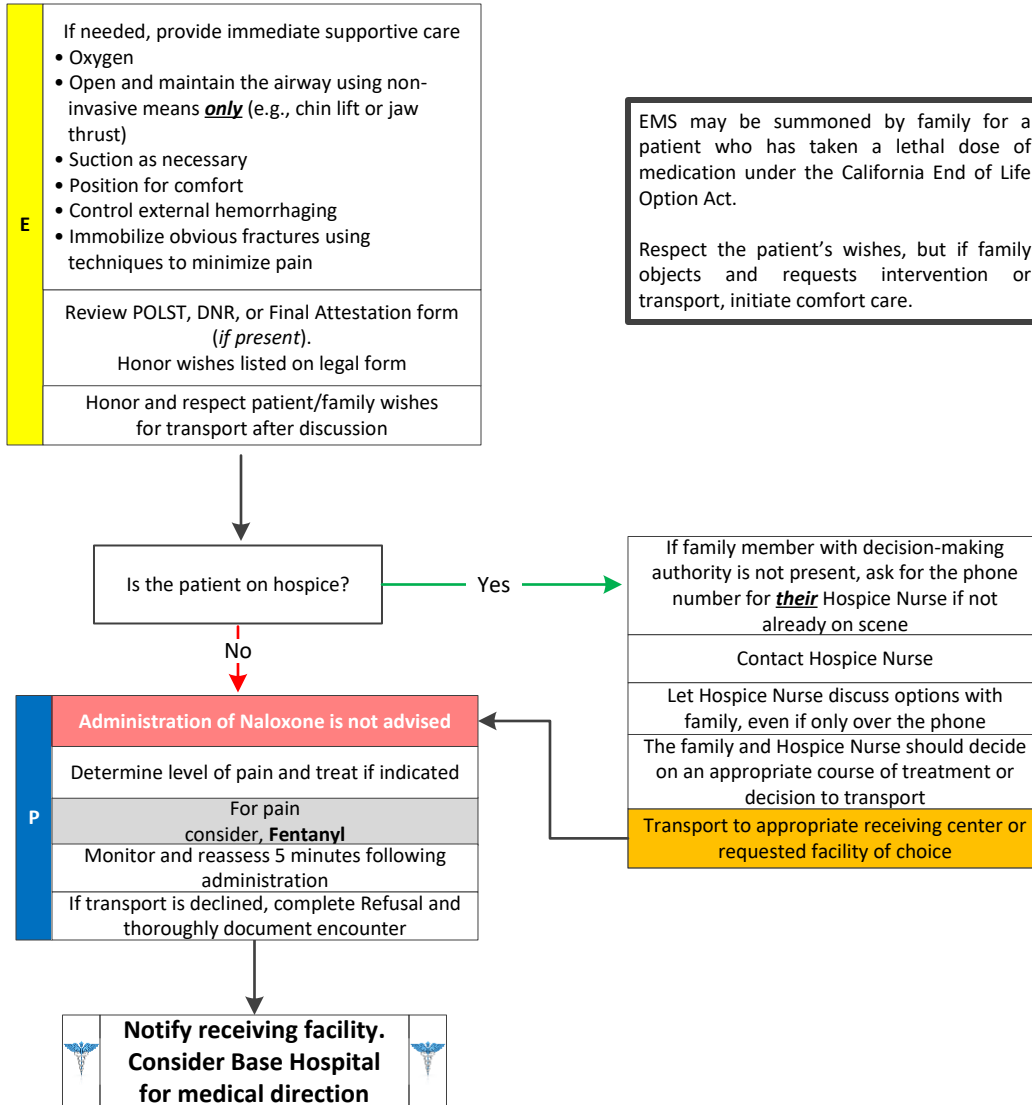 If needed, provide immediate supportive care
• Oxygen
• Open and maintain the airway using non-
invasive means only (e.g., chin lift or jaw
thrust)
• Suction as necessary
• Position for comfort
• Control external hemorrhaging
• Immobilize obvious fractures using
techniques to minimize pain
E
Review POLST, DNR, or Final Attestation form
(if present).
Honor wishes listed on legal form
Honor and respect patient/family wishes
for transport after discussion
EMS may be summoned by family for a
patient who has taken a lethal dose of
medication under the California End of Life
Option Act.
Respect the patient’s wishes, but if family
objects and requests intervention or
transport, initiate comfort care.
Is the patient on hospice?
Yes
No
If family member with decision-making
authority is not present, ask for the phone
number for their Hospice Nurse if not
already on scene
Contact Hospice Nurse
Let Hospice Nurse discuss options with
family, even if only over the phone
The family and Hospice Nurse should decide
on an appropriate course of treatment or
decision to transport
Transport to appropriate receiving center or
requested facility of choice
P
Administration of Naloxone is not advised
Determine level of pain and treat if indicated
For pain
consider, Fentanyl
Monitor and reassess 5 minutes following
administration
If transport is declined, complete Refusal and
thoroughly document encounter
Notify receiving facility.
Consider Base Hospital
for medical direction